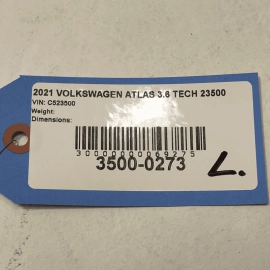 2021 VOLKSWAGEN ATLAS 3.6 TECH 23500
VIN: C523500
Weight:
Dimensions:
3000000069275
3500-0273
L.